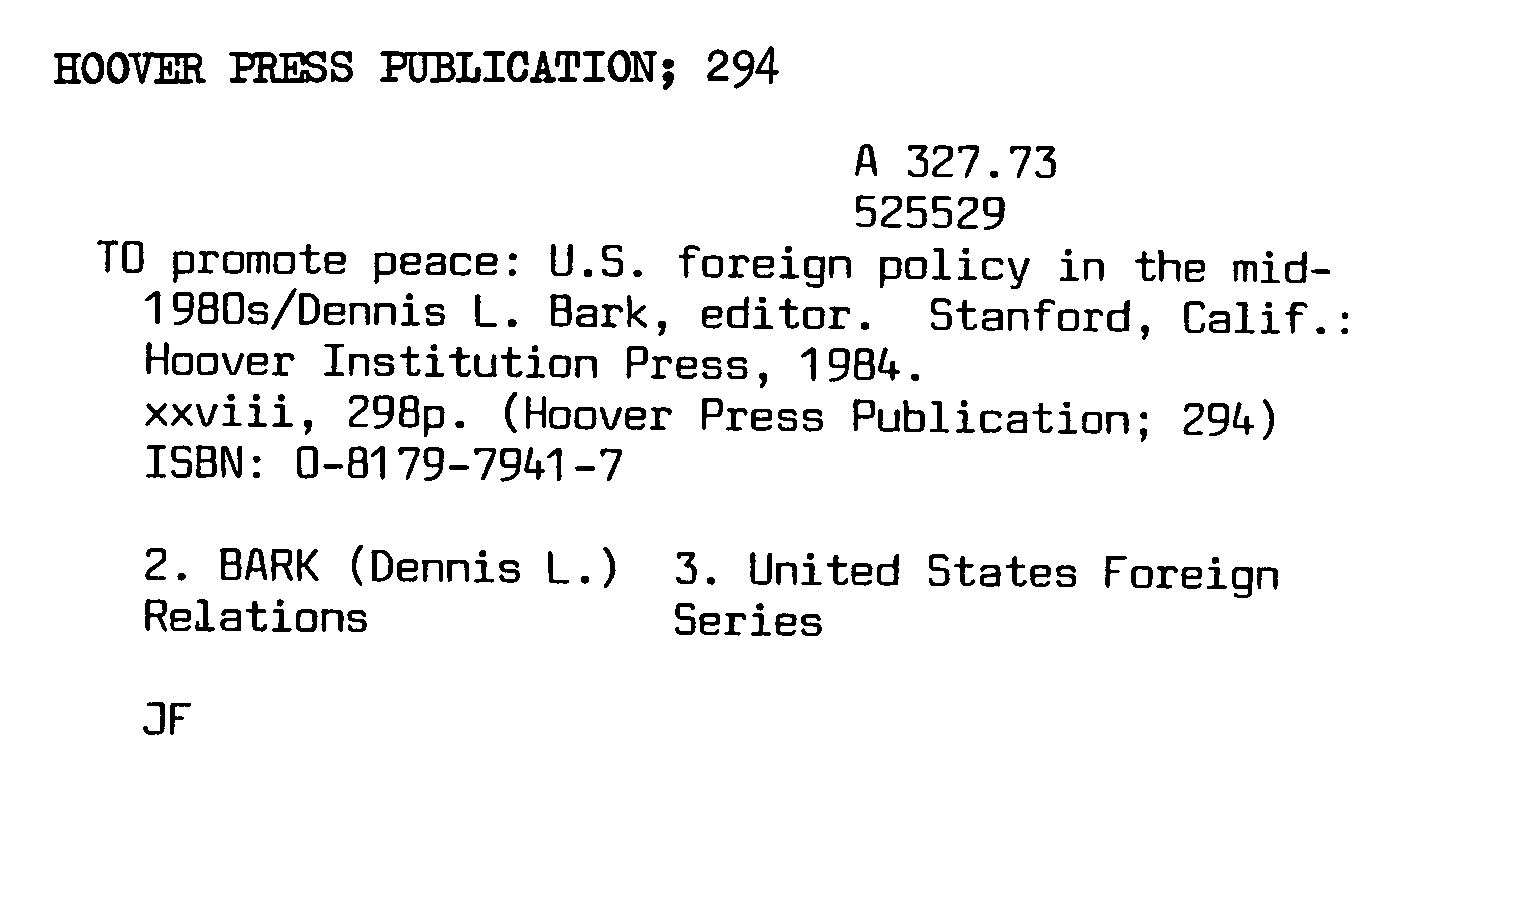 HOOVER PRESS PUBLICATION; 294
A 327.73
525529
TO promote peace: U.S. foreign policy in the mid-
1980s/Dennis L. Bark, editor. Stanford, Calif.:
Hoover Institution Press, 1984.
xxviii, 298p. (Hoover Press Publication; 294)
ISBN: 0-8179-7941-7
2. BARK (Dennis L.) 3. United States Foreign
Relations Series
JF